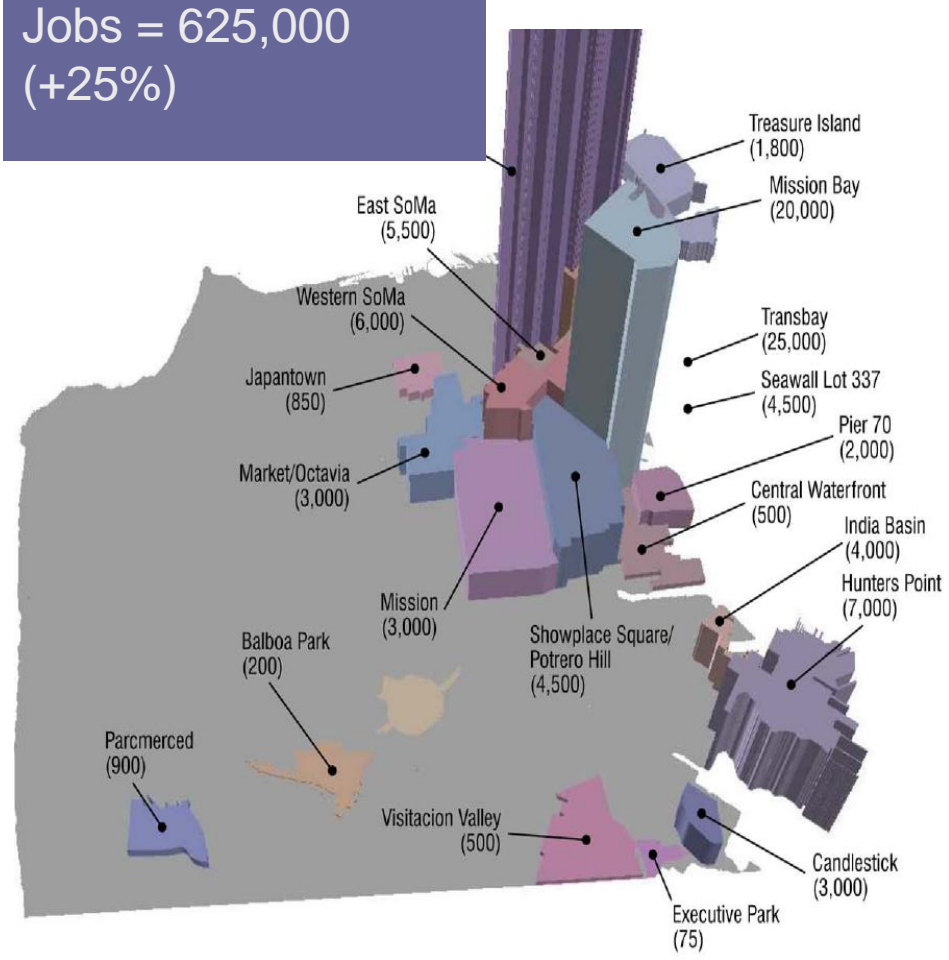 Jobs = 625,000
(+25%)
Treasure Island
(1,800)
Mission Bay
(20,000)
East SoMa
(5,500)
Western SoMa
(6,000)
Transbay
(25,000)
Japantown
(850)
Seawall Lot 337
(4,500)
Pier 70
(2,000)
Market/Octavia
(3,000)
Central Waterfront
(500)
India Basin
(4,000)
Hunters Point
(7,000)
Mission
(3,000)
Showplace Square/
Potrero Hill
(4,500)
Balboa Park
(200)
Parcmerced
(900)
Visitacion Valley
(500)
Candlestick
(3,000)
Executive Park
(75)